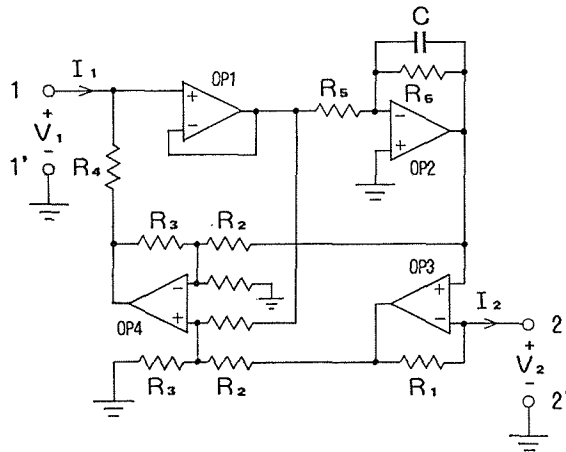 C
1
I₁
OP1
R₅
R₆
+
V₁
-
1'
R₄
+
-
-
+
OP2
R₃
R₂
OP3
I₂
-
+
OP4
+
-
2
+
V₂
-
2'
R₃
R₂
R₁